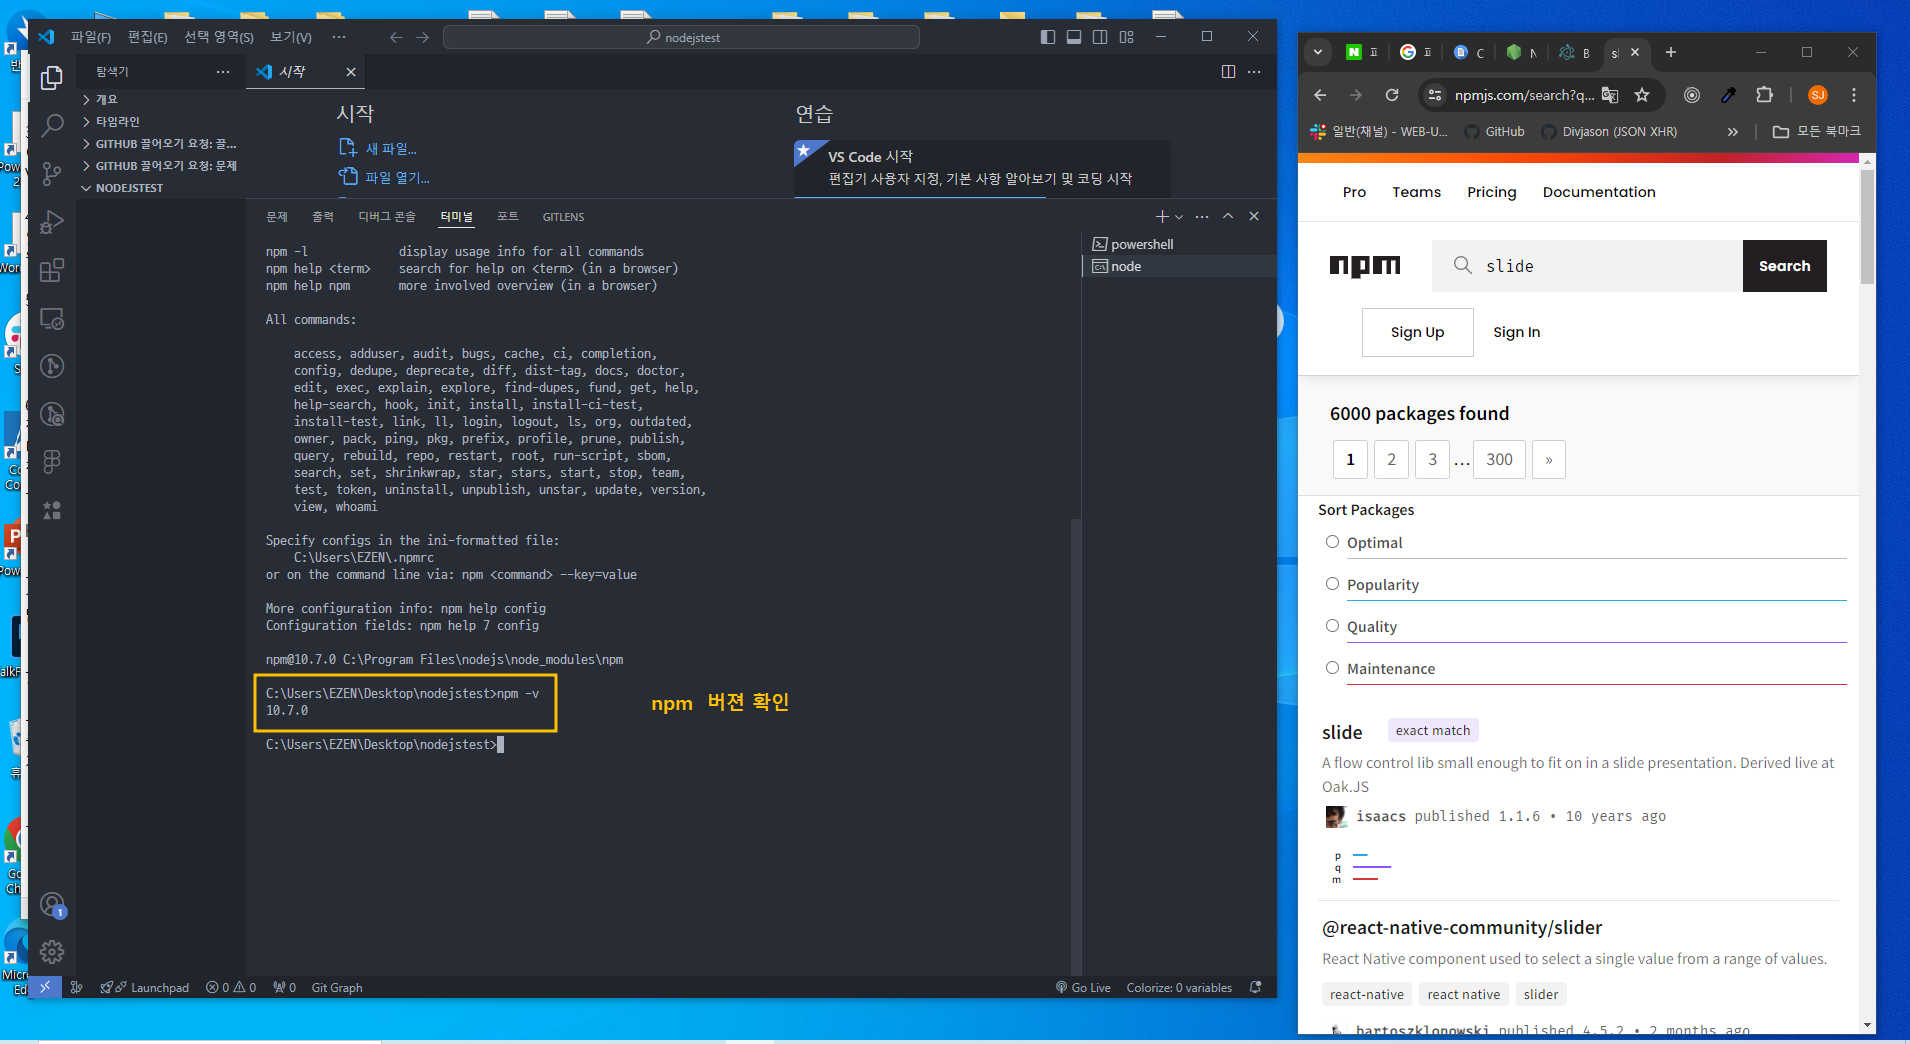 파일(F) 편집(E) 선택 영역(S) 보기(V) ··· nodejstest
탐색기 ···
시작
개요
타임라인
GITHUB 끌어오기 요청: 끌...
GITHUB 끌어오기 요청: 문제
NODEJSTEST
시작
새 파일...
파일 열기...
연습
VS Code 시작
편집기 사용자 지정, 기본 사항 알아보기 및 코딩 시작
문제 출력 디버그 콘솔 터미널 포트 GITLENS
powershell
node
npm -l display usage info for all commands
npm help <term> search for help on <term> (in a browser)
npm help npm more involved overview (in a browser)
All commands:
access, adduser, audit, bugs, cache, ci, completion,
config, dedupe, deprecate, diff, dist-tag, docs, doctor,
edit, exec, explain, explore, find-dupes, fund, get, help,
help-search, hook, init, install, install-ci-test,
install-test, link, ll, login, logout, ls, org, outdated,
owner, pack, ping, pkg, prefix, profile, prune, publish,
query, rebuild, repo, restart, root, run-script, sbom,
search, set, shrinkwrap, star, stars, start, stop, team,
test, token, uninstall, unpublish, unstar, update, version,
view, whoami
Specify configs in the ini-formatted file:
C:\Users\EZEN\.npmrc
or on the command line via: npm <command> --key=value
More configuration info: npm help config
Configuration fields: npm help 7 config
npm@10.7.0 C:\Program Files\nodejs\node_modules\npm
C:\Users\EZEN\Desktop\nodejstest>npm -v
10.7.0
npm 버젼 확인
C:\Users\EZEN\Desktop\nodejstest>
1
Launchpad 0 0 0 Git Graph Go Live Colorize: 0 variables
npmjs.com/search?q... SJ
일반(채널) - WEB-U... GitHub Divjason (JSON XHR) » 모든 북마크
Pro Teams Pricing Documentation
npm slide Search
Sign Up Sign In
6000 packages found
1 2 3 ... 300 »
Sort Packages
Optimal
Popularity
Quality
Maintenance
slide exact match
A flow control lib small enough to fit on in a slide presentation. Derived live at
Oak.JS
isaacs published 1.1.6 • 10 years ago
p
q
m
@react-native-community/slider
React Native component used to select a single value from a range of values.
react-native react native slider
bartoszklonowski published 4.5.2 • 2 months ago